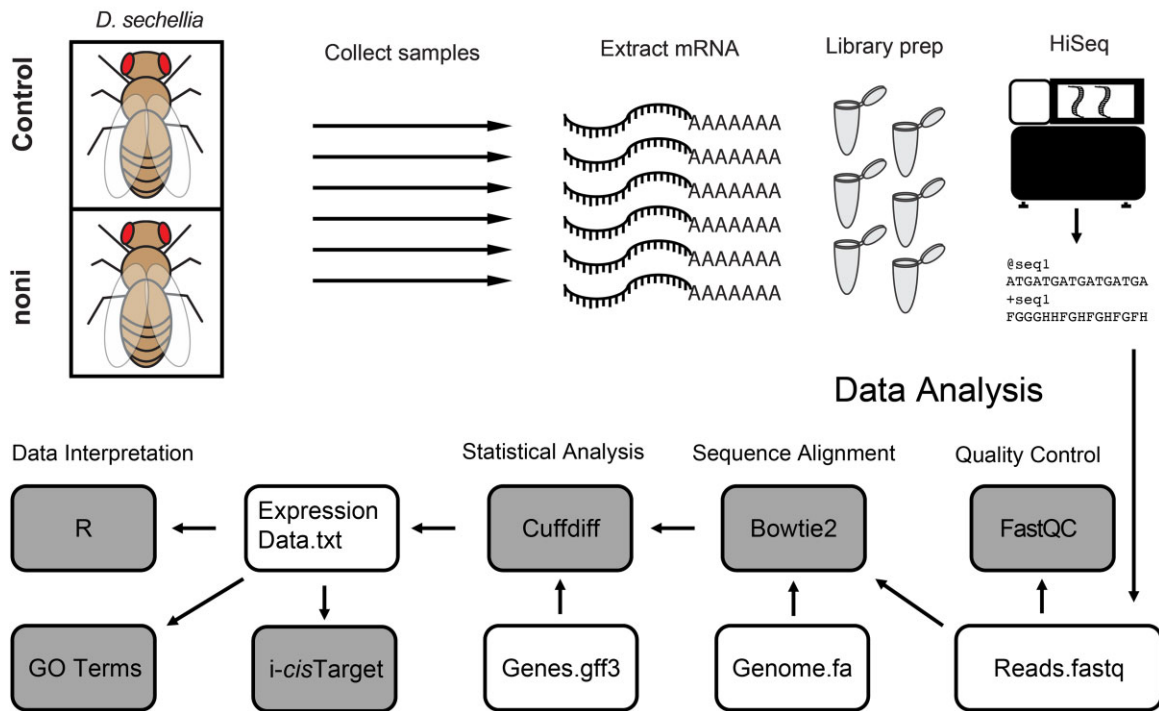 D. sechellia
Control
noni
Collect samples
Extract mRNA
Library prep
HiSeq
AAAAAAA
AAAAAAA
AAAAAAA
AAAAAAA
AAAAAAA
AAAAAAA
@seq1
ATGATGATGATGATGA
+seq1
FGGGHHFGHFGHFGFH
Data Analysis
Data Interpretation
Statistical Analysis
Sequence Alignment
Quality Control
R
Expression
Data.txt
Cuffdiff
Bowtie2
FastQC
GO Terms
i-cisTarget
Genes.gff3
Genome.fa
Reads.fastq